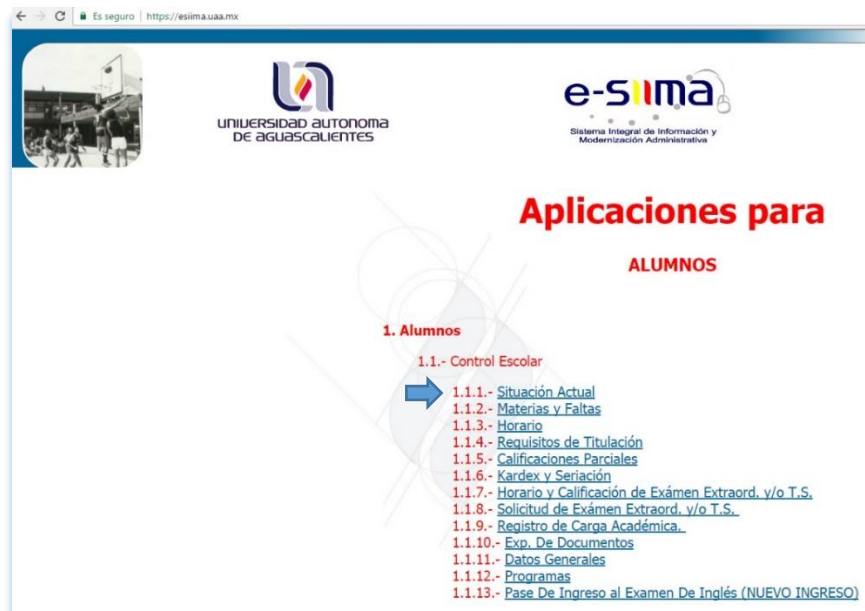 Es seguro | https://esiima.uaa.mx
UNIVERSIDAD AUTONOMA
DE AGUASCALIENTES
e-SIIMA
Sistema Integral de Información y
Modernización Administrativa
Aplicaciones para
ALUMNOS
1. Alumnos
1.1.- Control Escolar
1.1.1.- Situación Actual
1.1.2.- Materias y Faltas
1.1.3.- Horario
1.1.4.- Requisitos de Titulación
1.1.5.- Calificaciones Parciales
1.1.6.- Kardex y Seriación
1.1.7.- Horario y Calificación de Exámen Extraord. y/o T.S.
1.1.8.- Solicitud de Exámen Extraord. y/o T.S.
1.1.9.- Registro de Carga Académica.
1.1.10.- Exp. De Documentos
1.1.11.- Datos Generales
1.1.12.- Programas
1.1.13.- Pase De Ingreso al Examen De Inglés (NUEVO INGRESO)